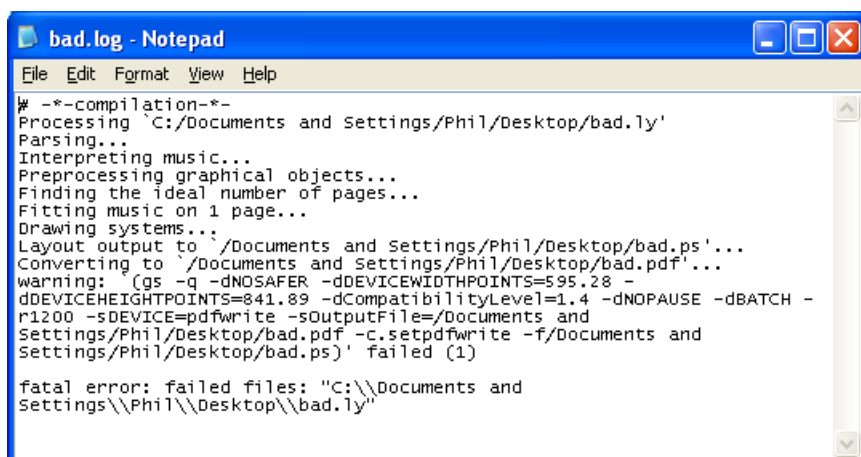 bad.log - Notepad
File Edit Format View Help
# -*-compilation-*-
Processing `C:/Documents and Settings/Phil/Desktop/bad.ly'
Parsing...
Interpreting music...
Preprocessing graphical objects...
Finding the ideal number of pages...
Fitting music on 1 page...
Drawing systems...
Layout output to `/Documents and Settings/Phil/Desktop/bad.ps'...
Converting to `/Documents and Settings/Phil/Desktop/bad.pdf'...
warning: `(gs -q -dNOSAFER -dDEVICEWIDTHPOINTS=595.28 -
dDEVICEHEIGHTPOINTS=841.89 -dCompatibilityLevel=1.4 -dNOPAUSE -dBATCH -
r1200 -sDEVICE=pdfwrite -sOutputFile=/Documents and
Settings/Phil/Desktop/bad.pdf -c.setpdfwrite -f/Documents and
Settings/Phil/Desktop/bad.ps)' failed (1)
fatal error: failed files: "C:\\Documents and
Settings\\Phil\\Desktop\\bad.ly"